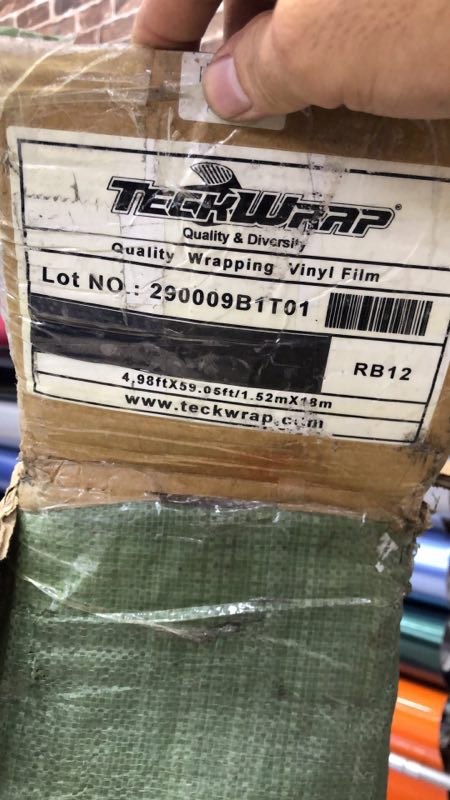 TECKWRAP®
Quality & Diversity
Quality Wrapping Vinyl Film
Lot NO.: 290009B1T01
RB12
4.98ftX59.05ft/1.52mX18m
www.teckwrap.com